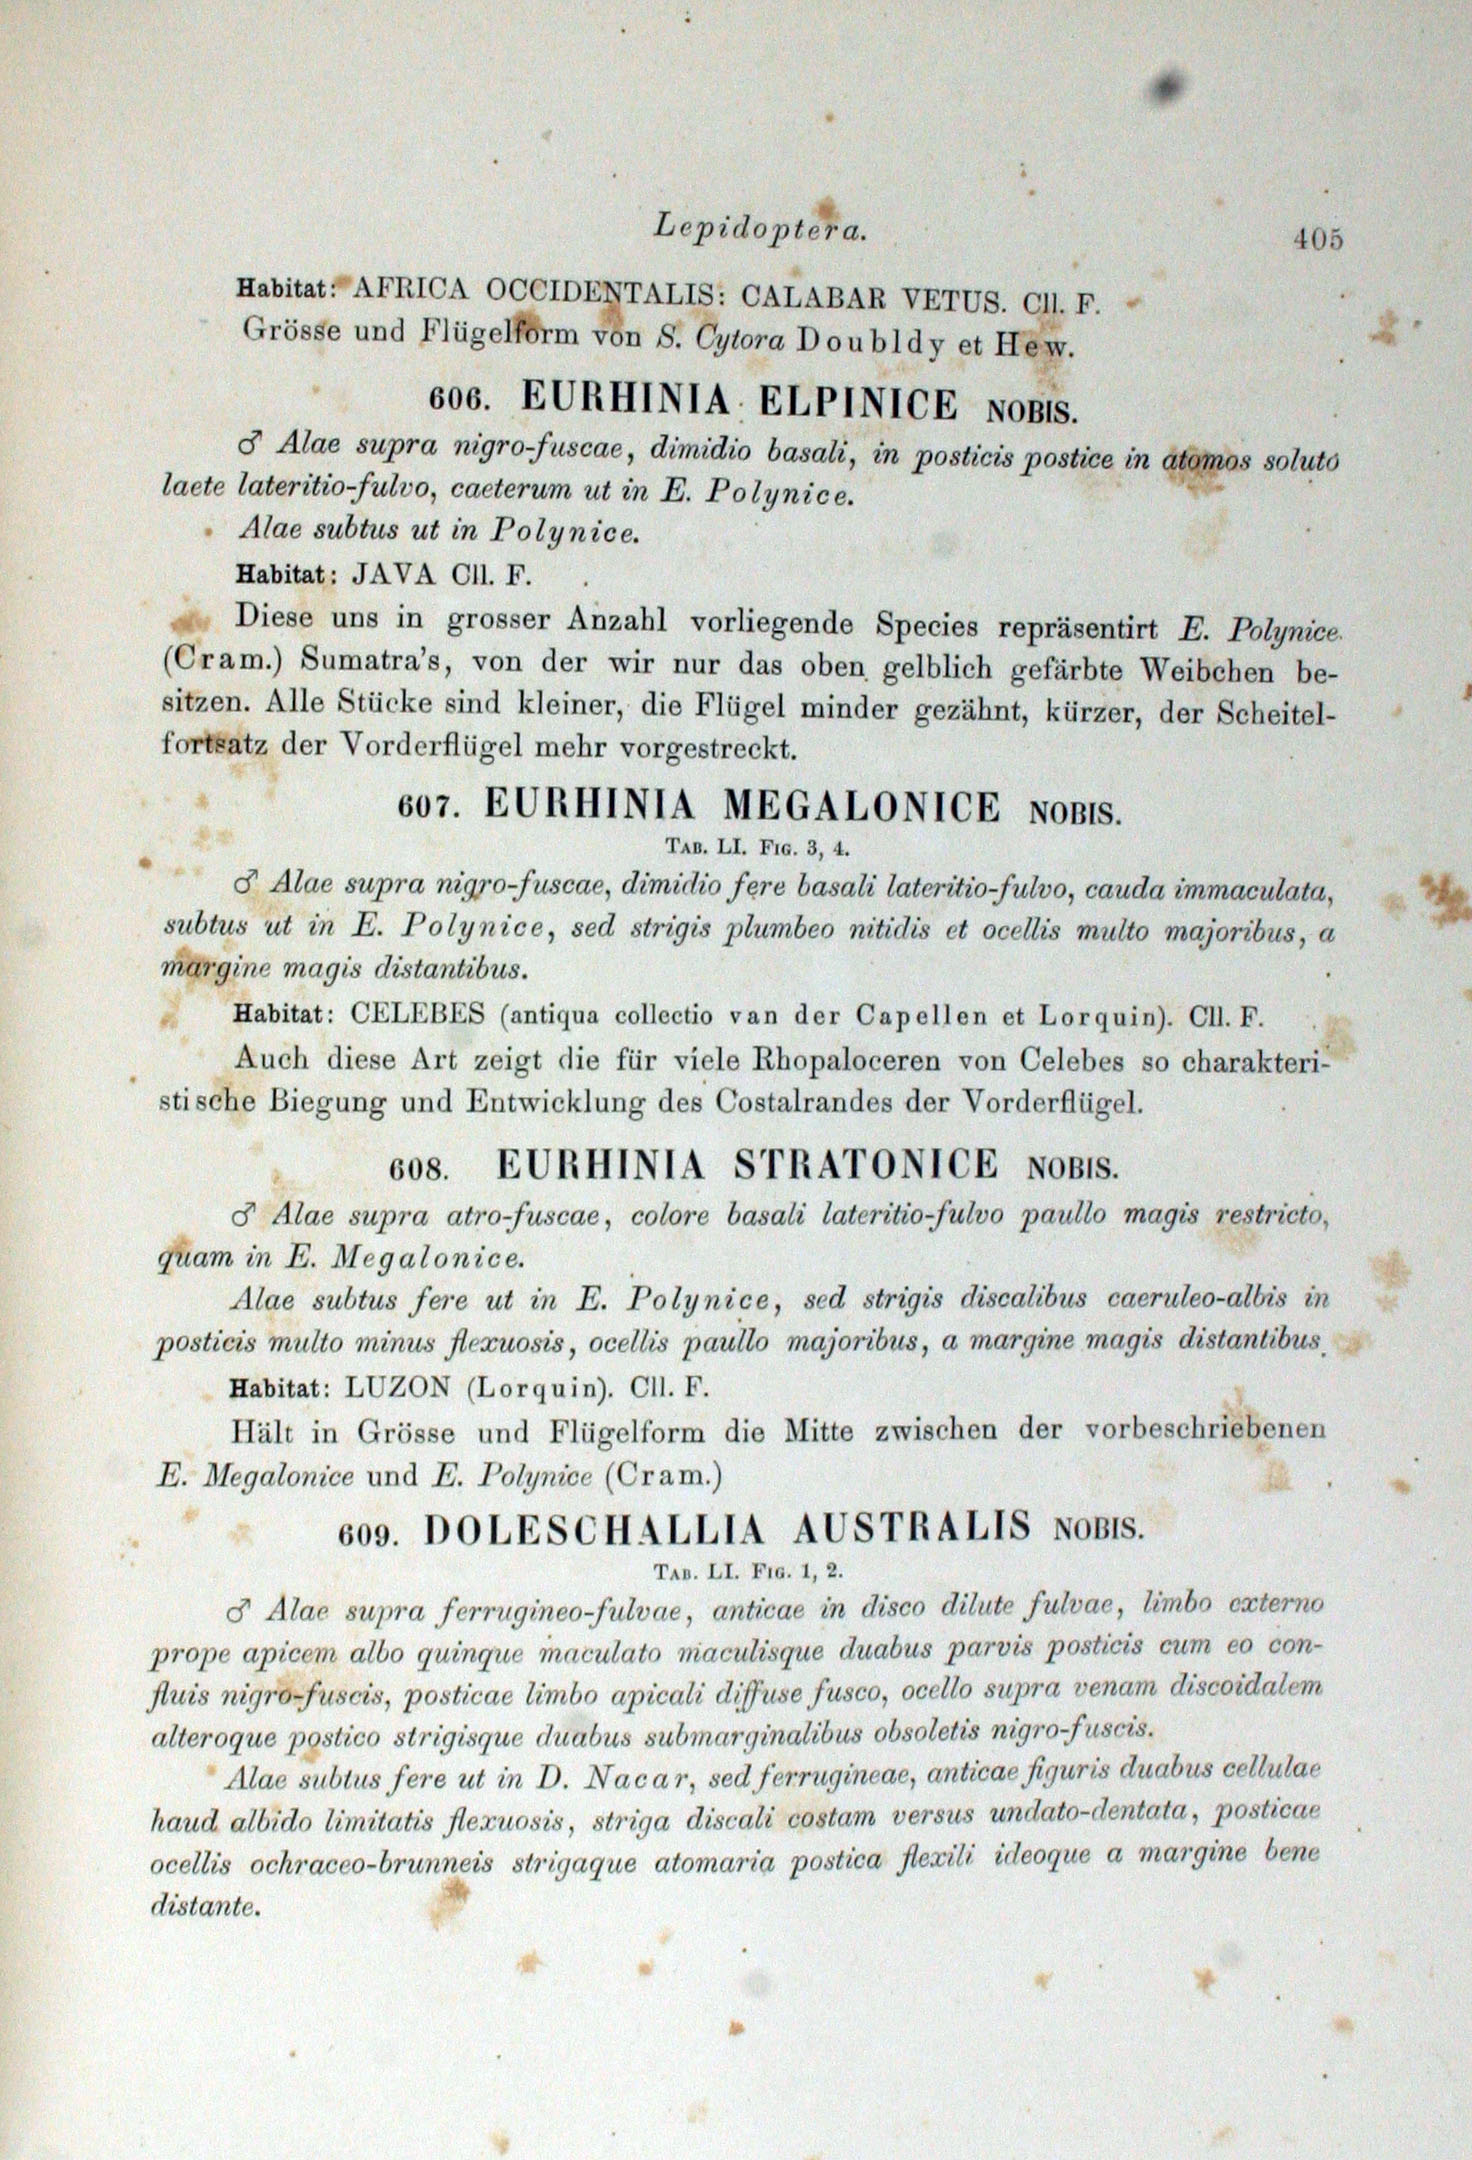 Lepidoptera.
405
Habitat: AFRICA OCCIDENTALIS: CALABAR VETUS. Cll. F.
Grösse und Flügelform von S. Cytora Doubldy et Hew.
606. EURHINIA ELPINICE NOBIS.
♂ Alae supra nigro-fuscae, dimidio basali, in posticis postice in atomos soluto
laete lateritio-fulvo, caeterum ut in E. Polynice.
Alae subtus ut in Polynice.
Habitat: JAVA Cll. F.
Diese uns in grosser Anzahl vorliegende Species repräsentirt E. Polynice
(Cram.) Sumatra's, von der wir nur das oben gelblich gefärbte Weibchen be-
sitzen. Alle Stücke sind kleiner, die Flügel minder gezähnt, kürzer, der Scheitel-
fortsatz der Vorderflügel mehr vorgestreckt.
607. EURHINIA MEGALONICE NOBIS.
TAB. LI. FIG. 3, 4.
♂ Alae supra nigro-fuscae, dimidio fere basali lateritio-fulvo, cauda immaculata,
subtus ut in E. Polynice, sed strigis plumbeo nitidis et ocellis multo majoribus, a
margine magis distantibus.
Habitat: CELEBES (antiqua collectio van der Capellen et Lorquin). Cll. F.
Auch diese Art zeigt die für viele Rhopaloceren von Celebes so charakteri-
stische Biegung und Entwicklung des Costalrandes der Vorderflügel.
608. EURHINIA STRATONICE NOBIS.
♂ Alae supra atro-fuscae, colore basali lateritio-fulvo paullo magis restricto,
quam in E. Megalonice.
Alae subtus fere ut in E. Polynice, sed strigis discalibus caeruleo-albis in
posticis multo minus flexuosis, ocellis paullo majoribus, a margine magis distantibus.
Habitat: LUZON (Lorquin). Cll. F.
Hält in Grösse und Flügelform die Mitte zwischen der vorbeschriebenen
E. Megalonice und E. Polynice (Cram.)
609. DOLESCHALLIA AUSTRALIS NOBIS.
TAB. LI. FIG. 1, 2.
♂ Alae supra ferrugineo-fulvae, anticae in disco dilute fulvae, limbo externo
prope apicem albo quinque maculato maculisque duabus parvis posticis cum eo con-
fluis nigro-fuscis, posticae limbo apicali diffuse fusco, ocello supra venam discoidalem
alteroque postico strigisque duabus submarginalibus obsoletis nigro-fuscis.
Alae subtus fere ut in D. Nacar, sed ferrugineae, anticae figuris duabus cellulae
haud albido limitatis flexuosis, striga discali costam versus undato-dentata, posticae
ocellis ochraceo-brunneis strigaque atomaria postica flexili ideoque a margine bene
distante.